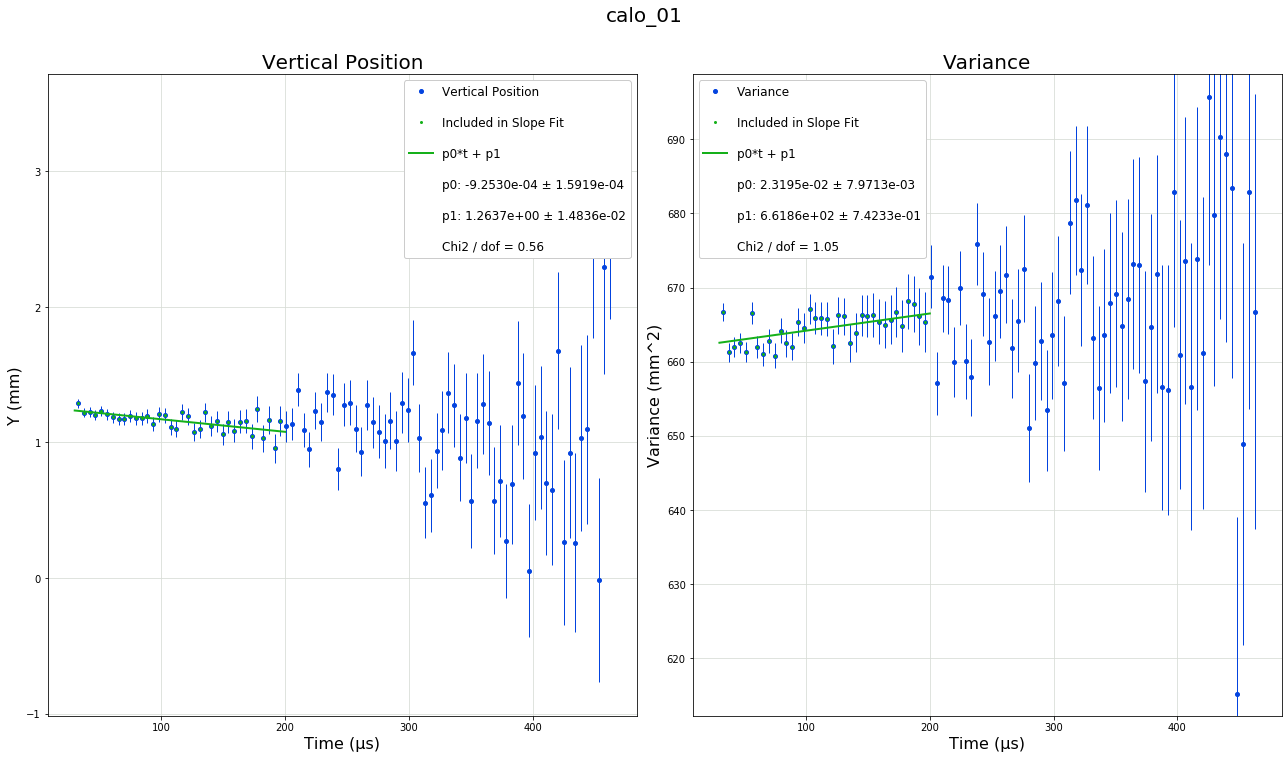 calo_01
Vertical Position
Vertical Position
Included in Slope Fit
p0*t + p1
p0: -9.2530e-04 ± 1.5919e-04
p1: 1.2637e+00 ± 1.4836e-02
Chi2 / dof = 0.56
3
2
1
0
−1
Y (mm)
100 200 300 400
Time (μs)
Variance
Variance
Included in Slope Fit
p0*t + p1
p0: 2.3195e-02 ± 7.9713e-03
p1: 6.6186e+02 ± 7.4233e-01
Chi2 / dof = 1.05
690
680
670
660
650
640
630
620
Variance (mm^2)
100 200 300 400
Time (μs)